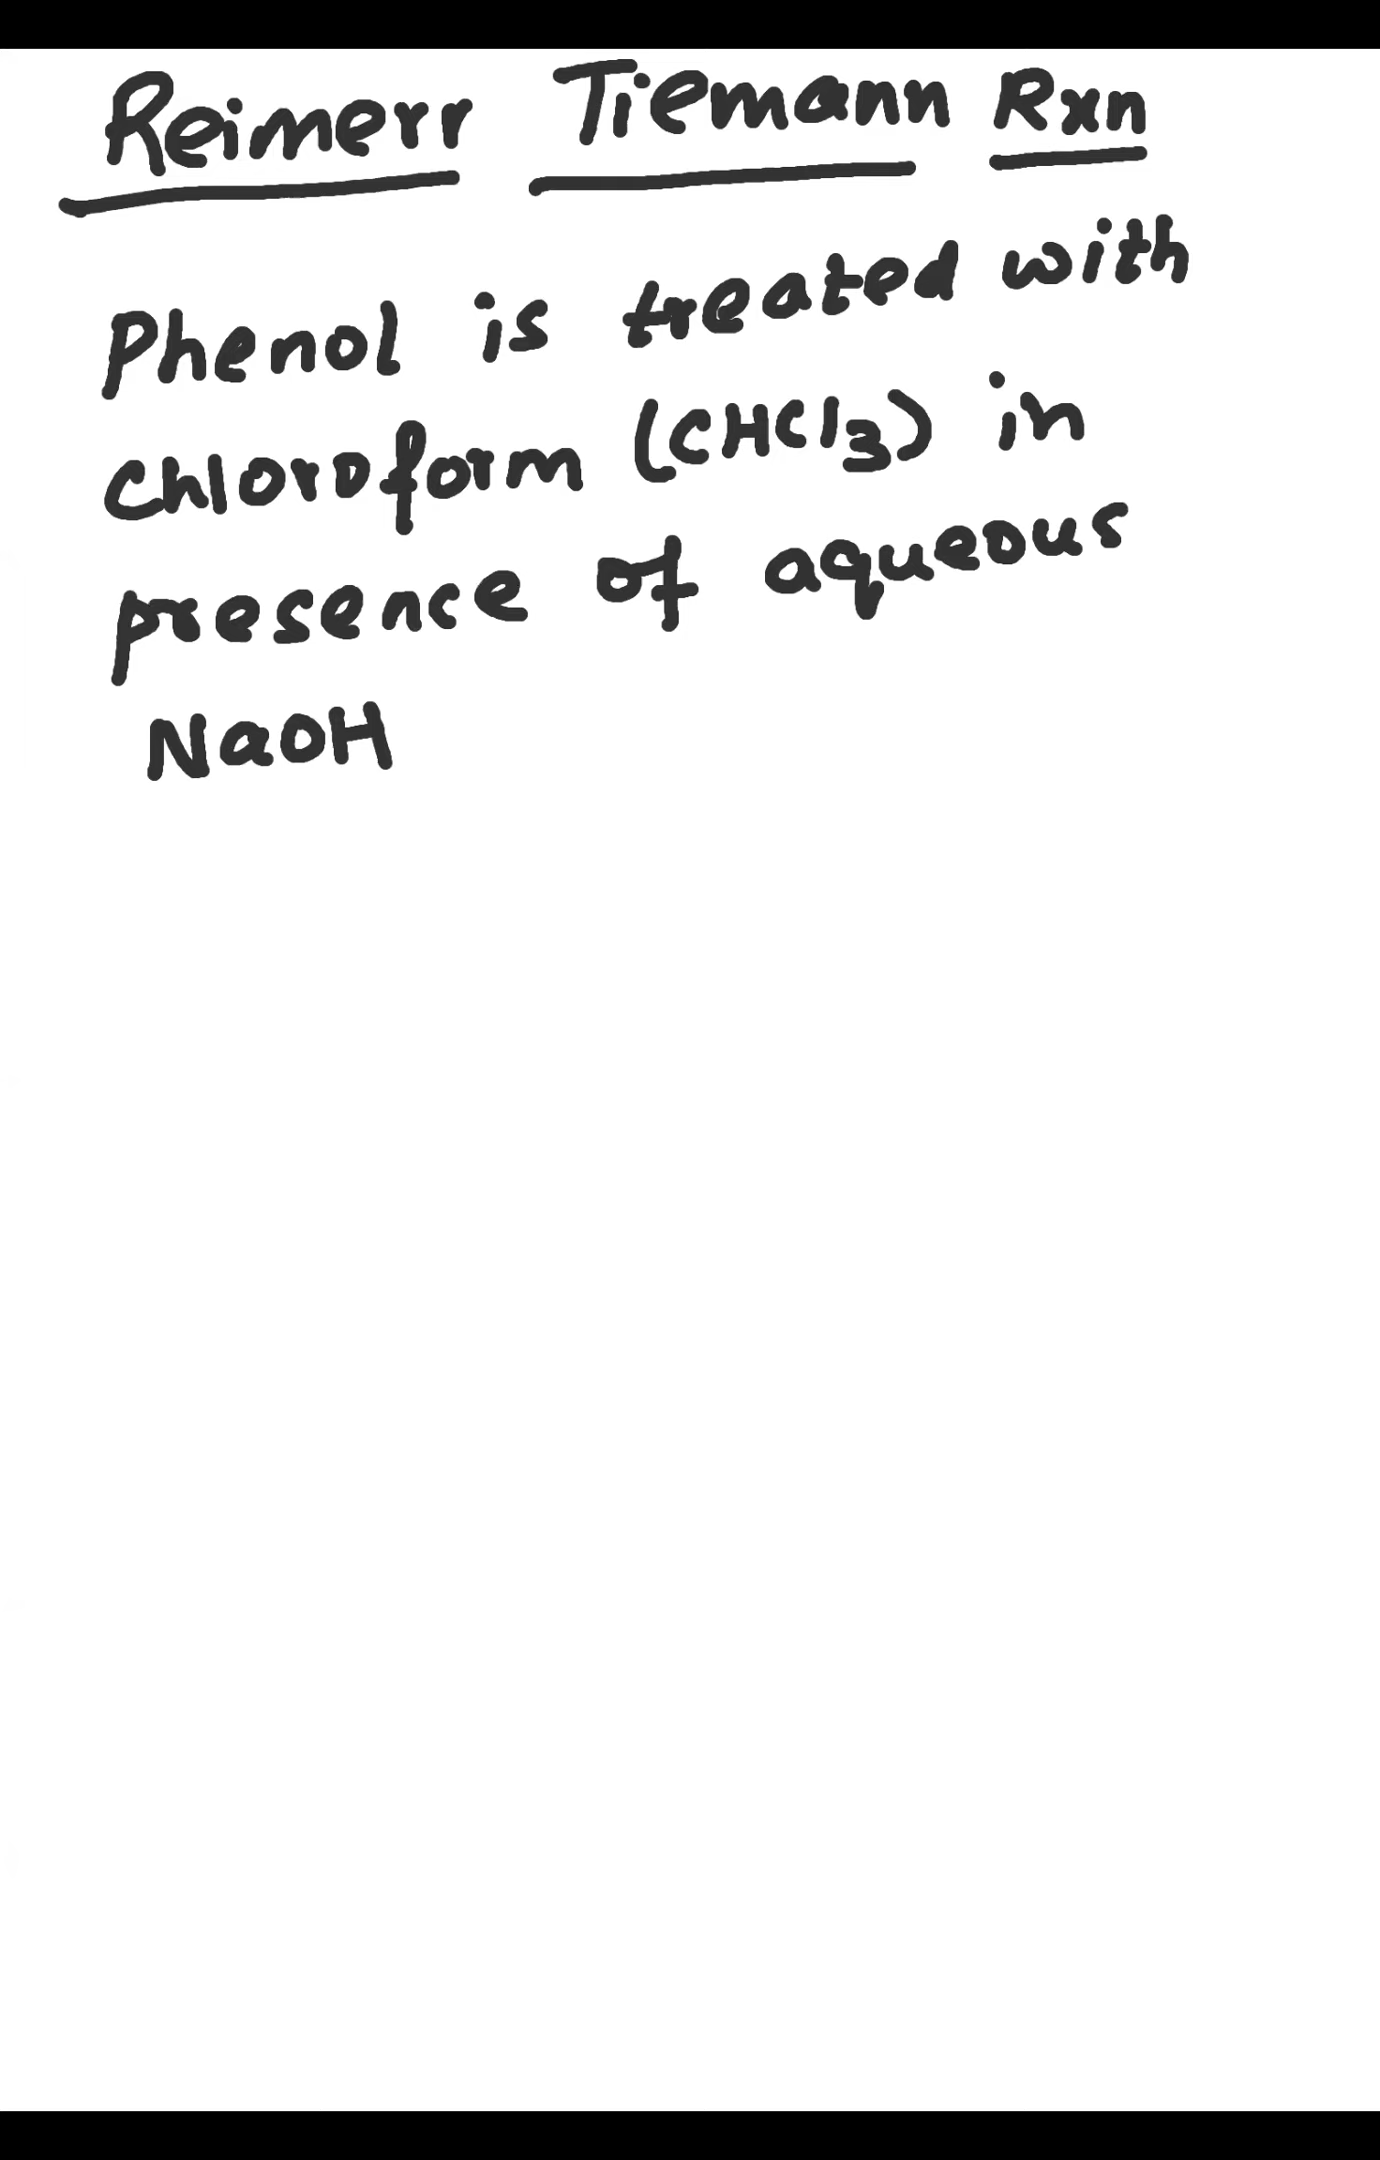 Reimerr Tiemann Rxn
Phenol is treated with
chloroform (CHCl3) in
presence of aqueous
NaOH